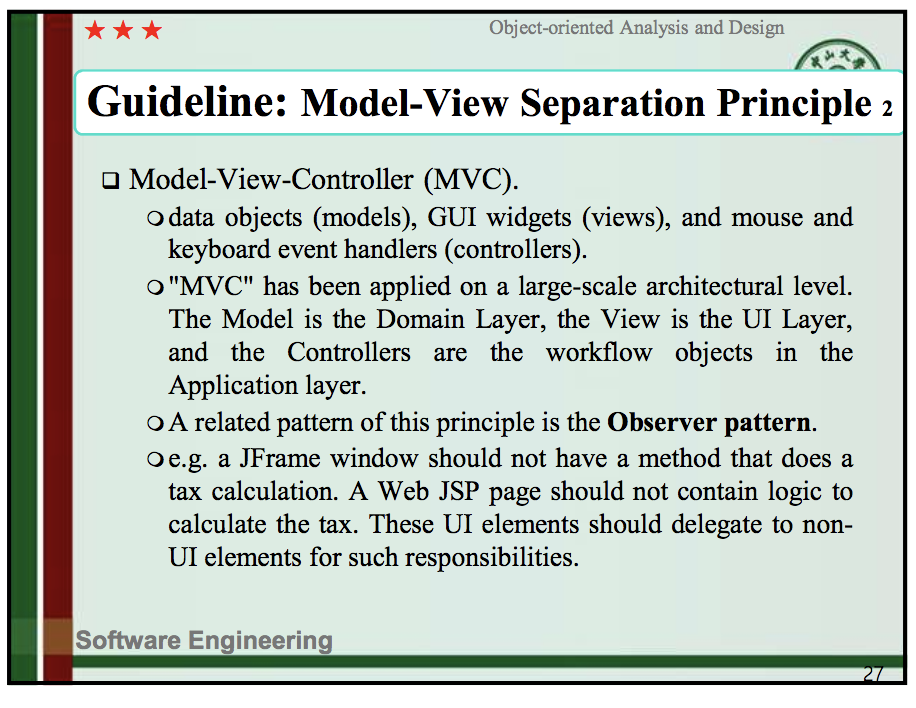 ★ ★ ★
Object-oriented Analysis and Design
Guideline: Model-View Separation Principle 2
❑ Model-View-Controller (MVC).
❍ data objects (models), GUI widgets (views), and mouse and
keyboard event handlers (controllers).
❍ "MVC" has been applied on a large-scale architectural level.
The Model is the Domain Layer, the View is the UI Layer,
and the Controllers are the workflow objects in the
Application layer.
❍ A related pattern of this principle is the Observer pattern.
❍ e.g. a JFrame window should not have a method that does a
tax calculation. A Web JSP page should not contain logic to
calculate the tax. These UI elements should delegate to non-
UI elements for such responsibilities.
Software Engineering
27